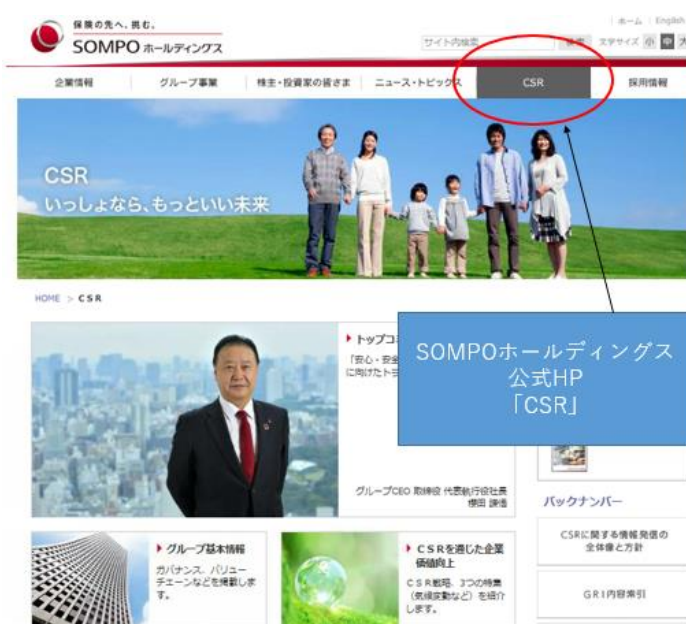 保険の先へ、挑む。
SOMPO ホールディングス
ホーム English
サイト内検索
検索
文字サイズ 小 中 大
企業情報
グループ事業
株主・投資家の皆さま
ニュース・トピックス
CSR
採用情報
CSR
いっしょなら、もっといい未来
HOME > CSR
トップコ
「安心・安全
に向けたト
グループCEO 取締役 代表執行役社長
櫻田 謙悟
SOMPOホールディングス
公式HP
「CSR」
バックナンバー
CSRに関する情報発信の
全体像と方針
GRI内容索引
グループ基本情報
ガバナンス、バリュー
チェーンなどを掲載しま
す。
CSRを通じた企業
価値向上
CSR戦略、3つの特集
（気候変動など）を紹介
します。